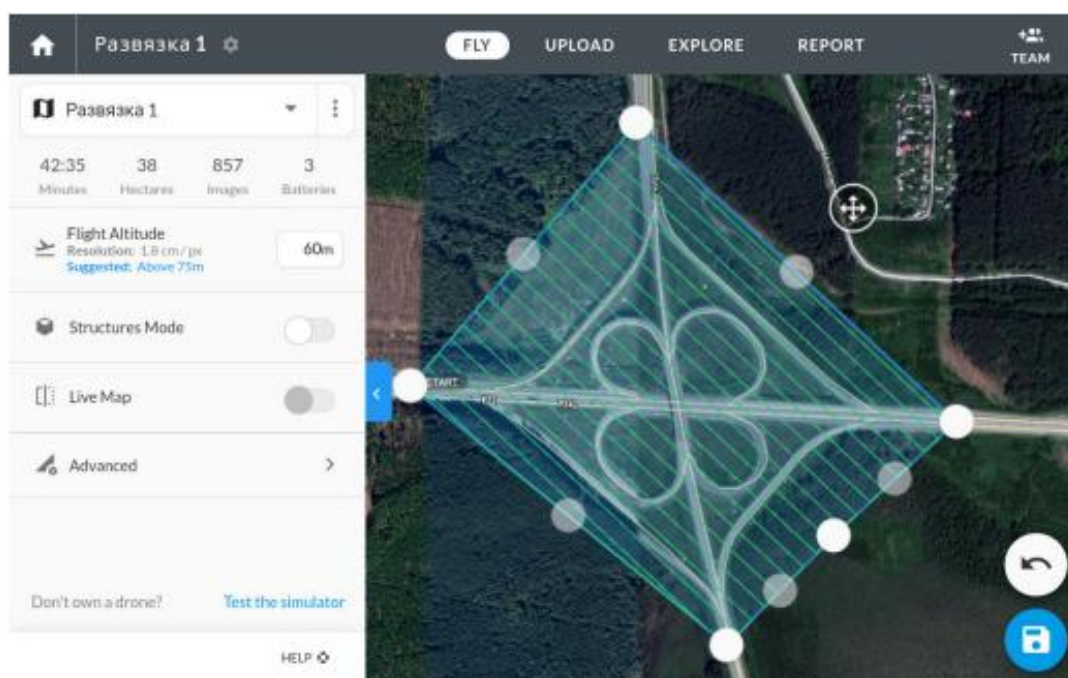 Развязка 1
FLY UPLOAD EXPLORE REPORT
TEAM
Развязка 1
42:35 38 857 3
Minutes Hectares Images Batteries
Flight Altitude
Resolution: 1.8 cm / px
Suggested: Above 75m
60m
Structures Mode
Live Map
Advanced
Don't own a drone? Test the simulator
HELP
START